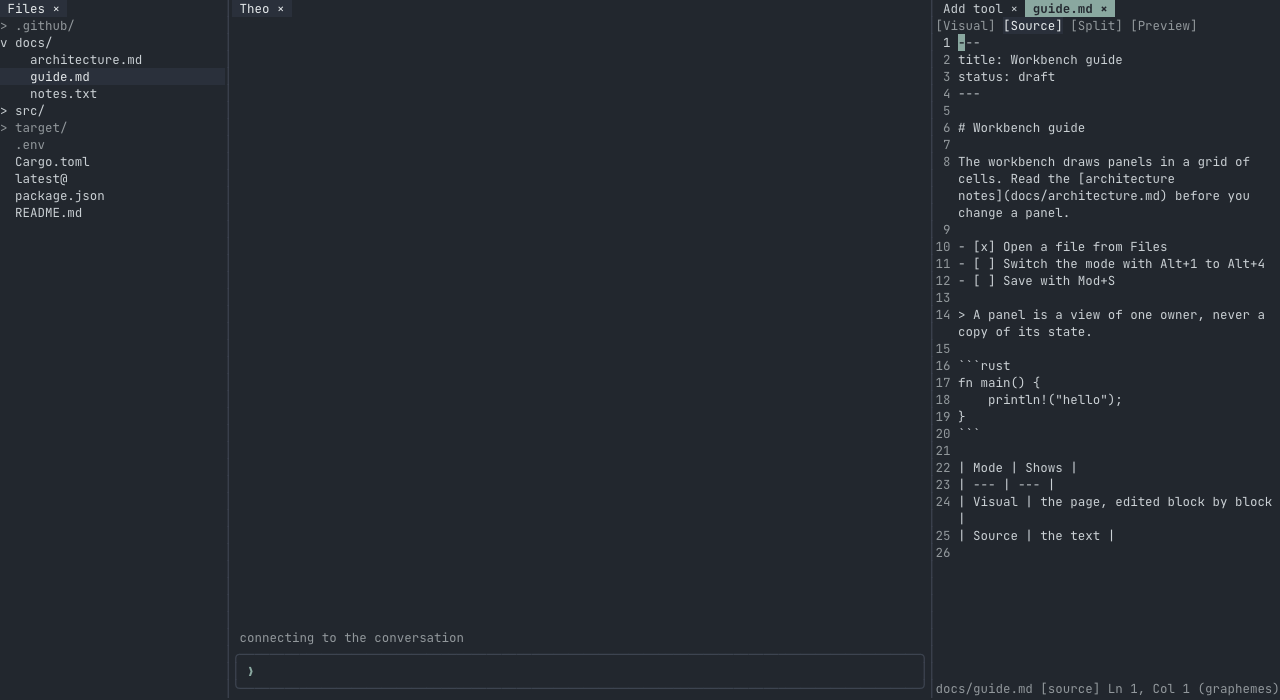 Files ×
> .github/
v docs/
architecture.md
guide.md
notes.txt
> src/
> target/
.env
Cargo.toml
latest@
package.json
README.md
Theo ×
connecting to the conversation
❯
Add tool × guide.md ×
[Visual] [Source] [Split] [Preview]
1 ---
2 title: Workbench guide
3 status: draft
4 ---
5
6 # Workbench guide
7
8 The workbench draws panels in a grid of
cells. Read the [architecture
notes](docs/architecture.md) before you
change a panel.
9
10 - [x] Open a file from Files
11 - [ ] Switch the mode with Alt+1 to Alt+4
12 - [ ] Save with Mod+S
13
14 > A panel is a view of one owner, never a
copy of its state.
15
16 ```rust
17 fn main() {
18     println!("hello");
19 }
20 ```
21
22 | Mode | Shows |
23 | --- | --- |
24 | Visual | the page, edited block by block
|
25 | Source | the text |
26
docs/guide.md [source] Ln 1, Col 1 (graphemes)